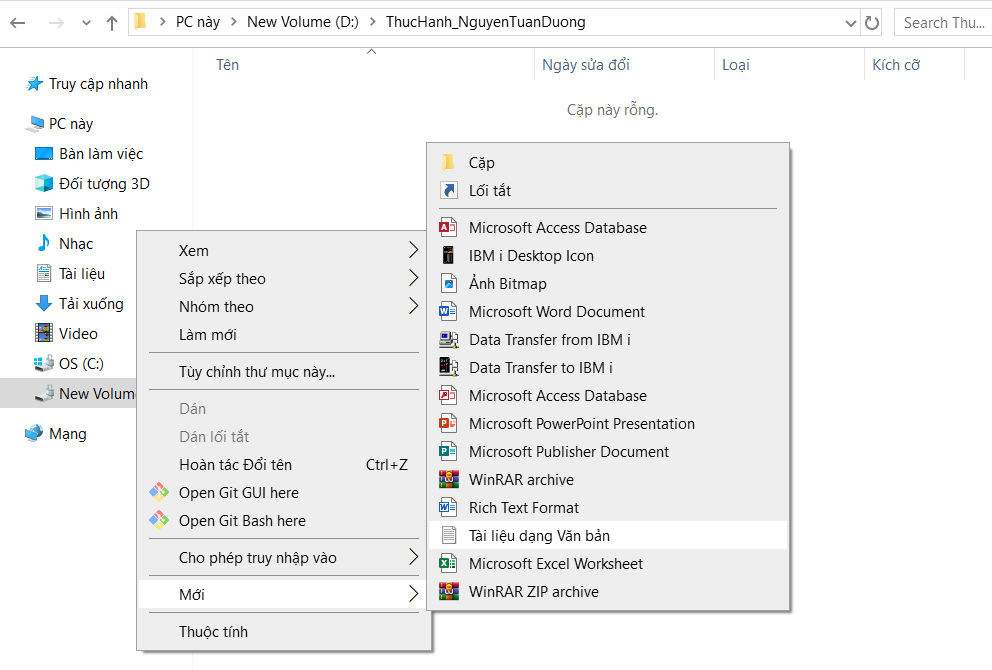 PC này > New Volume (D:) > ThucHanh_NguyenTuanDuong
Search Thu...
Tên
Ngày sửa đổi
Loại
Kích cỡ
Cặp này rỗng.
Truy cập nhanh
PC này
Bàn làm việc
Đối tượng 3D
Hình ảnh
Nhạc
Tài liệu
Tải xuống
Video
OS (C:)
New Volum
Mạng
Xem
Sắp xếp theo
Nhóm theo
Làm mới
Tùy chỉnh thư mục này...
Dán
Dán lối tắt
Hoàn tác Đổi tên Ctrl+Z
Open Git GUI here
Open Git Bash here
Cho phép truy nhập vào
Mới
Thuộc tính
Cặp
Lối tắt
Microsoft Access Database
IBM i Desktop Icon
Ảnh Bitmap
Microsoft Word Document
Data Transfer from IBM i
Data Transfer to IBM i
Microsoft Access Database
Microsoft PowerPoint Presentation
Microsoft Publisher Document
WinRAR archive
Rich Text Format
Tài liệu dạng Văn bản
Microsoft Excel Worksheet
WinRAR ZIP archive